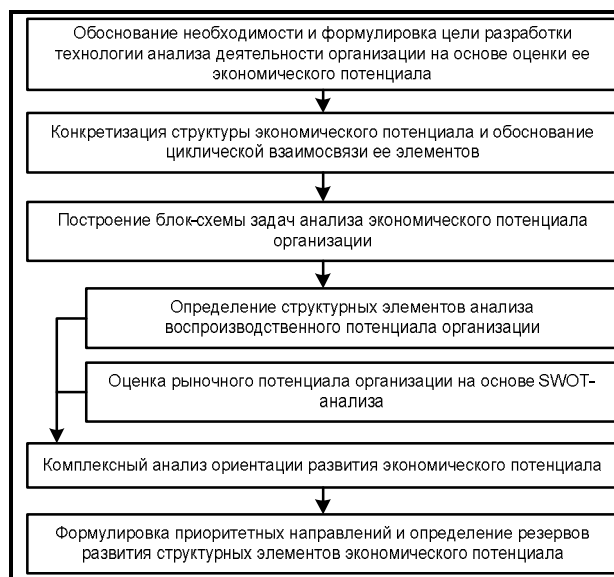 Обоснование необходимости и формулировка цели разработки
технологии анализа деятельности организации на основе оценки ее
экономического потенциала
Конкретизация структуры экономического потенциала и обоснование
циклической взаимосвязи ее элементов
Построение блок-схемы задач анализа экономического потенциала
организации
Определение структурных элементов анализа
воспроизводственного потенциала организации
Оценка рыночного потенциала организации на основе SWOT-
анализа
Комплексный анализ ориентации развития экономического потенциала
Формулировка приоритетных направлений и определение резервов
развития структурных элементов экономического потенциала